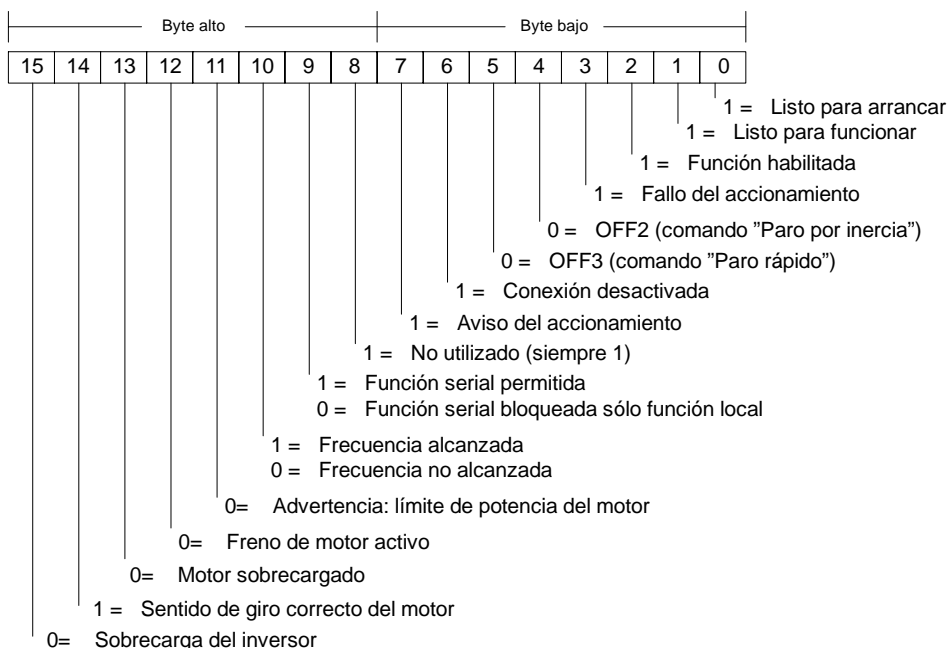 Byte alto Byte bajo
15 14 13 12 11 10 9 8 7 6 5 4 3 2 1 0
1 = Listo para arrancar
1 = Listo para funcionar
1 = Función habilitada
1 = Fallo del accionamiento
0 = OFF2 (comando ”Paro por inercia”)
0 = OFF3 (comando ”Paro rápido”)
1 = Conexión desactivada
1 = Aviso del accionamiento
1 = No utilizado (siempre 1)
1 = Función serial permitida
0 = Función serial bloqueada sólo función local
1 = Frecuencia alcanzada
0 = Frecuencia no alcanzada
0= Advertencia: límite de potencia del motor
0= Freno de motor activo
0= Motor sobrecargado
1 = Sentido de giro correcto del motor
0= Sobrecarga del inversor